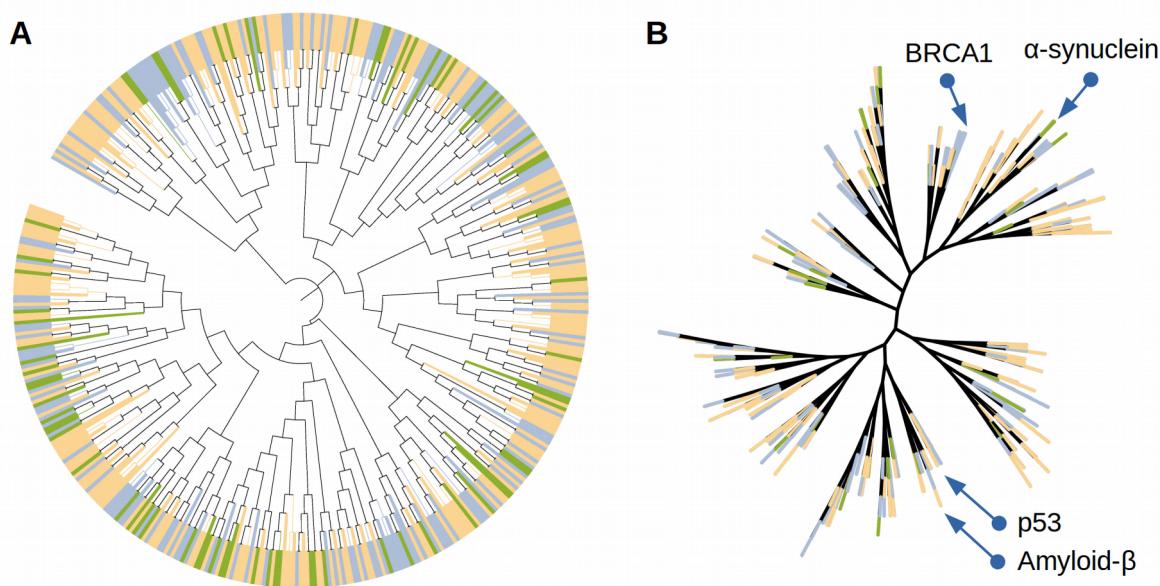 A
B
BRCA1
α-synuclein
p53
Amyloid-β